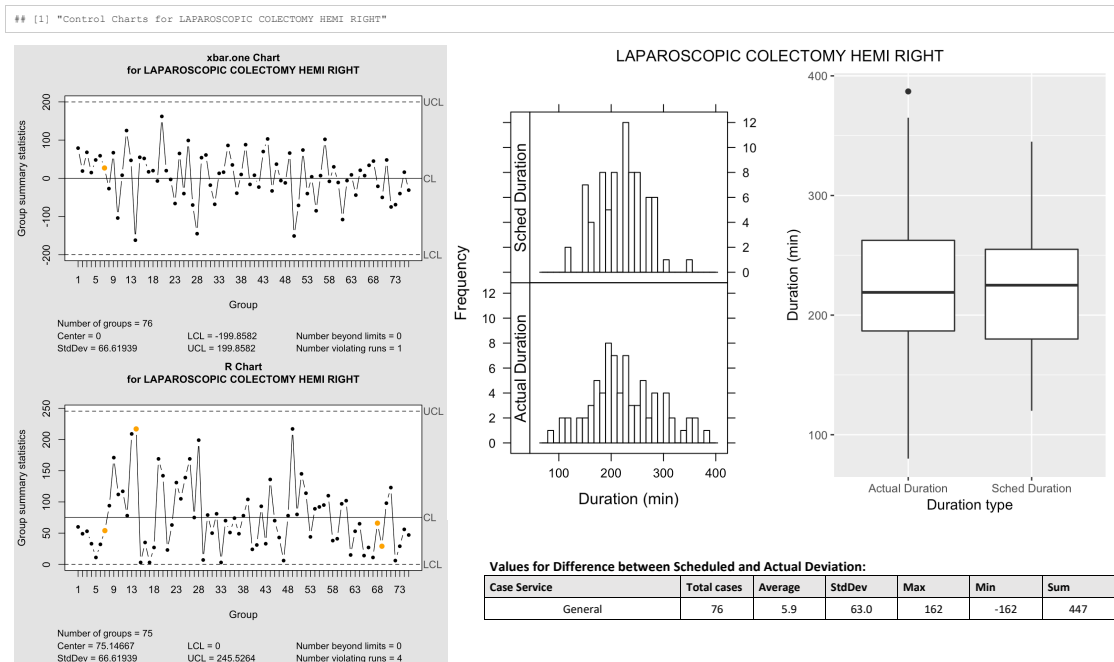 ## [1] "Control Charts for LAPAROSCOPIC COLECTOMY HEMI RIGHT"
xbar.one Chart
for LAPAROSCOPIC COLECTOMY HEMI RIGHT
Group summary statistics
200
100
0
-100
-200
UCL
CL
LCL
1 5 9 13 18 23 28 33 38 43 48 53 58 63 68 73
Group
Number of groups = 76
Center = 0 LCL = -199.8582 Number beyond limits = 0
StdDev = 66.61939 UCL = 199.8582 Number violating runs = 1
R Chart
for LAPAROSCOPIC COLECTOMY HEMI RIGHT
Group summary statistics
250
200
150
100
50
0
UCL
CL
LCL
1 5 9 13 18 23 28 33 38 43 48 53 58 63 68 73
Group
Number of groups = 75
Center = 75.14667 LCL = 0 Number beyond limits = 0
StdDev = 66.61939 UCL = 245.5264 Number violating runs = 4
LAPAROSCOPIC COLECTOMY HEMI RIGHT
Frequency
Sched Duration
12
10
8
6
4
2
0
Actual Duration
12
10
8
6
4
2
0
100 200 300 400
Duration (min)
Duration (min)
400
300
200
100
Actual Duration Sched Duration
Duration type
Values for Difference between Scheduled and Actual Deviation:
Case Service Total cases Average StdDev Max Min Sum
General 76 5.9 63.0 162 -162 447